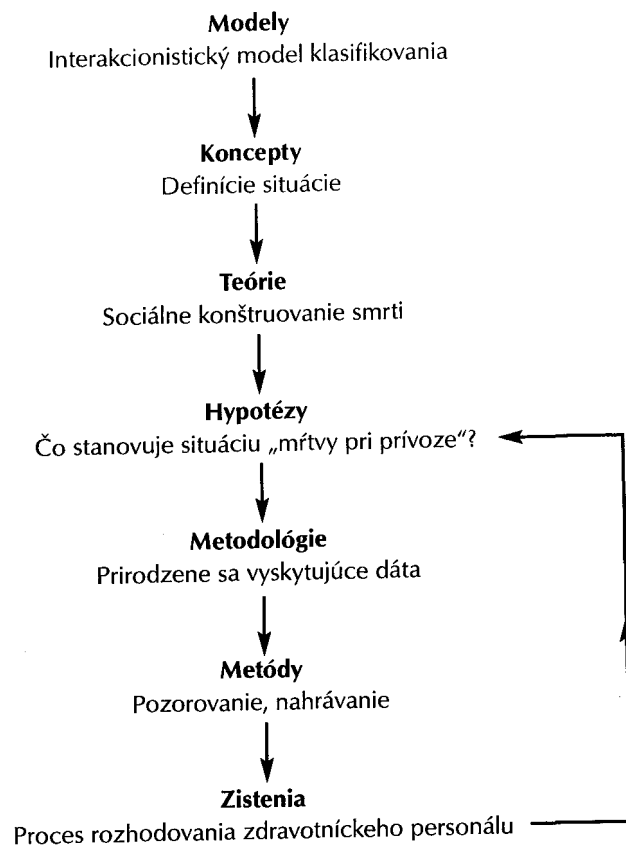 Modely
Interakcionistický model klasifikovania
Koncepty
Definície situácie
Teórie
Sociálne konštruovanie smrti
Hypotézy
Čo stanovuje situáciu „mŕtvy pri prívoze“?
Metodológie
Prirodzene sa vyskytujúce dáta
Metódy
Pozorovanie, nahrávanie
Zistenia
Proces rozhodovania zdravotníckeho personálu